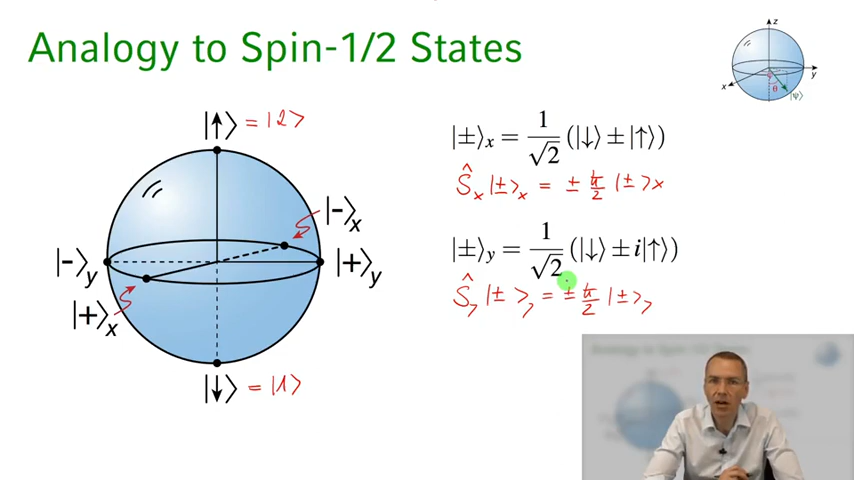 Analogy to Spin-1/2 States
z
y
x
θ
|ψ⟩
|↑⟩ = |2⟩
|±⟩x = 1/√2 (|↓⟩ ± |↑⟩)
Ŝx |±⟩x = ± ħ/2 |±⟩x
|-⟩x
|-⟩y
|+⟩y
|+⟩x
|±⟩y = 1/√2 (|↓⟩ ± i|↑⟩)
Ŝy |±⟩y = ± ħ/2 |±⟩y
|↓⟩ = |1⟩